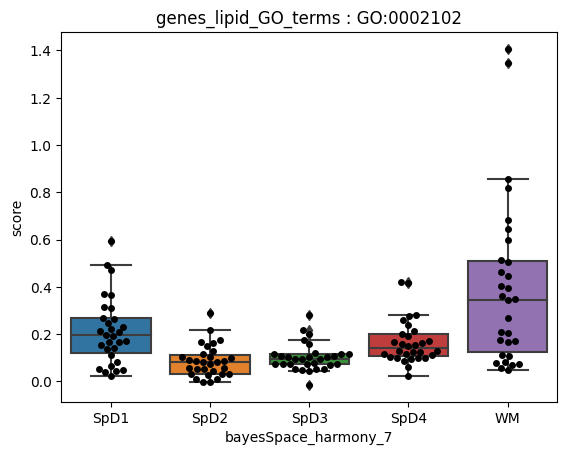 genes_lipid_GO_terms : GO:0002102
score
1.4
1.2
1.0
0.8
0.6
0.4
0.2
0.0
SpD1 SpD2 SpD3 SpD4 WM
bayesSpace_harmony_7